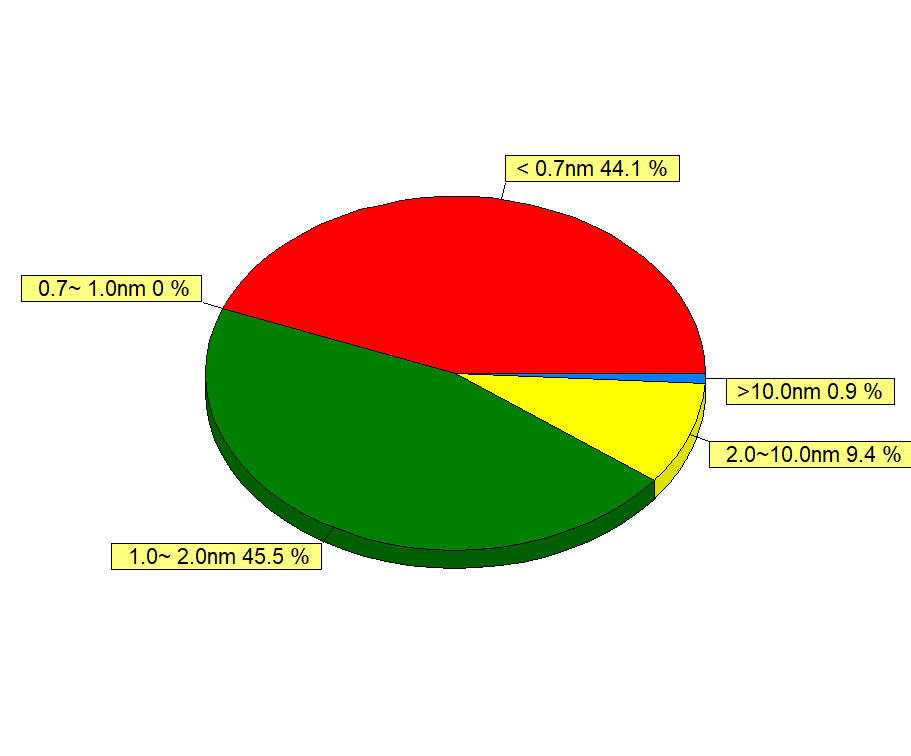 < 0.7nm 44.1 %
0.7~ 1.0nm 0 %
>10.0nm 0.9 %
2.0~10.0nm 9.4 %
1.0~ 2.0nm 45.5 %